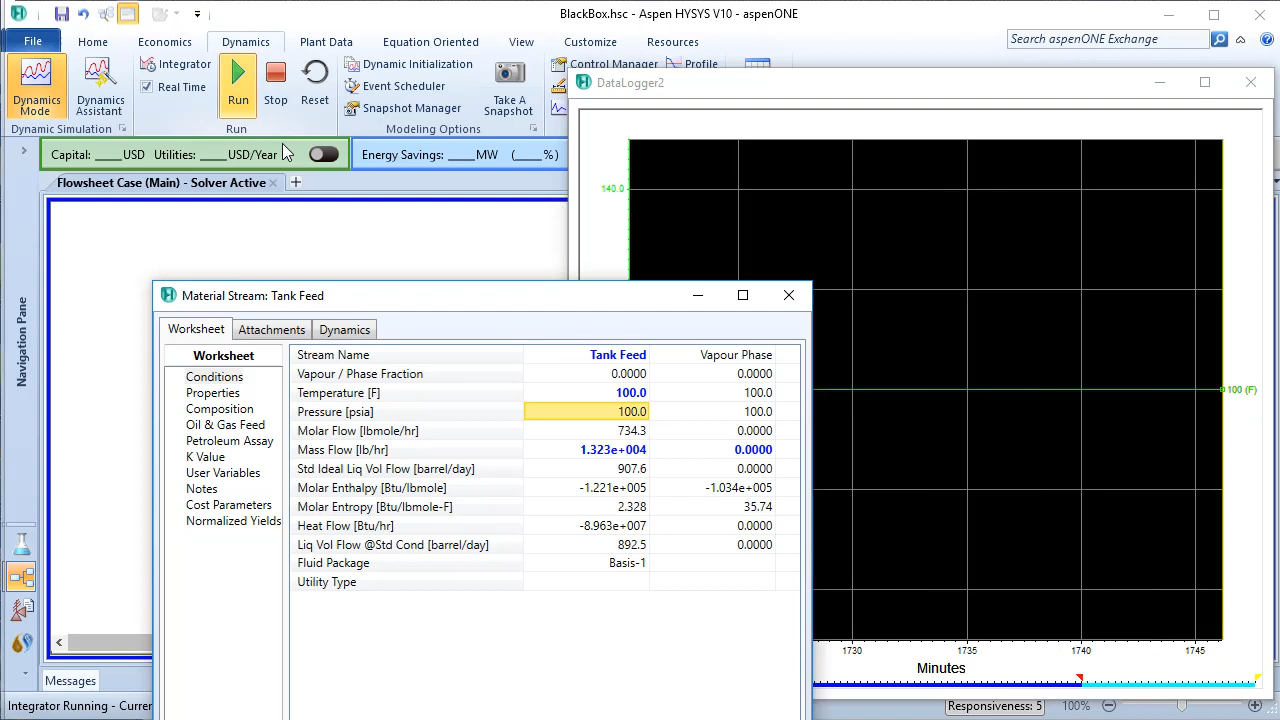 BlackBox.hsc - Aspen HYSYS V10 - aspenONE
File Home Economics Dynamics Plant Data Equation Oriented View Customize Resources
Search aspenONE Exchange
Dynamics Mode
Dynamics Assistant
Integrator
Real Time
Run
Stop
Reset
Dynamic Initialization
Event Scheduler
Snapshot Manager
Take A Snapshot
Control Manager
Profile
Dynamic Simulation
Run
Modeling Options
Capital: ____USD Utilities: ____USD/Year
Energy Savings: ____MW (____%)
Flowsheet Case (Main) - Solver Active
Navigation Pane
DataLogger2
140.0
100 (F)
1730 1735 1740 1745
Minutes
Material Stream: Tank Feed
Worksheet Attachments Dynamics
Worksheet
Conditions
Properties
Composition
Oil & Gas Feed
Petroleum Assay
K Value
User Variables
Notes
Cost Parameters
Normalized Yields
Stream Name Tank Feed Vapour Phase
Vapour / Phase Fraction 0.0000 0.0000
Temperature [F] 100.0 100.0
Pressure [psia] 100.0 100.0
Molar Flow [lbmole/hr] 734.3 0.0000
Mass Flow [lb/hr] 1.323e+004 0.0000
Std Ideal Liq Vol Flow [barrel/day] 907.6 0.0000
Molar Enthalpy [Btu/lbmole] -1.221e+005 -1.034e+005
Molar Entropy [Btu/lbmole-F] 2.328 35.74
Heat Flow [Btu/hr] -8.963e+007 0.0000
Liq Vol Flow @Std Cond [barrel/day] 892.5 0.0000
Fluid Package Basis-1
Utility Type
Messages
Integrator Running - Currer
Responsiveness: 5 100%